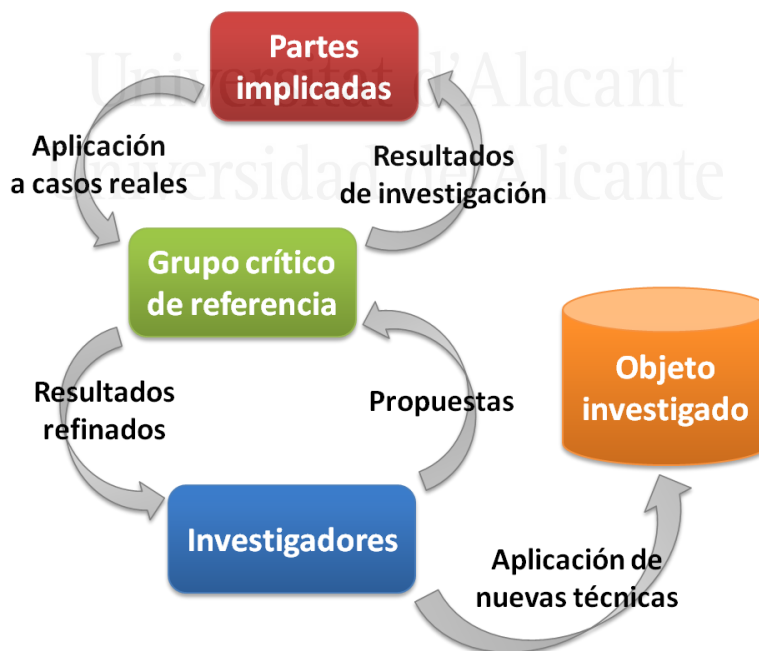 Partes
implicadas
Universitat d'Alacant
Universidad de Alicante
Aplicación
a casos reales
Resultados
de investigación
Grupo crítico
de referencia
Resultados
refinados
Propuestas
Objeto
investigado
Investigadores
Aplicación de
nuevas técnicas